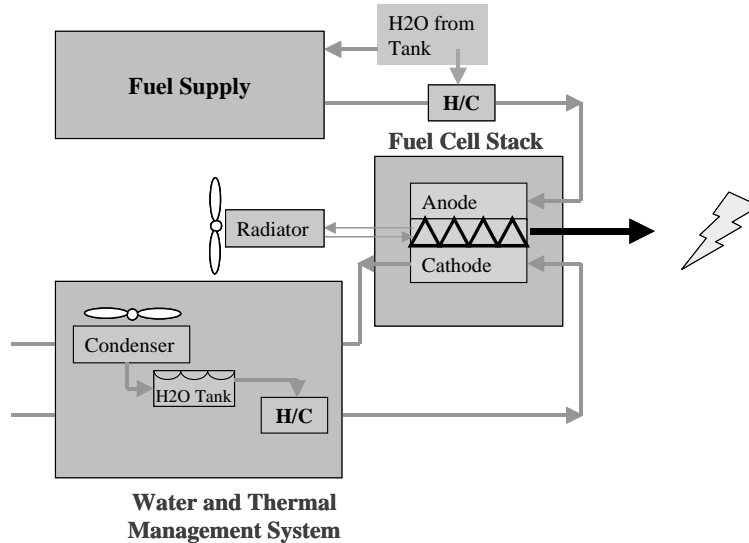 H2O from
Tank
Fuel Supply
H/C
Fuel Cell Stack
Anode
Radiator
Cathode
Condenser
H2O Tank
H/C
Water and Thermal
Management System